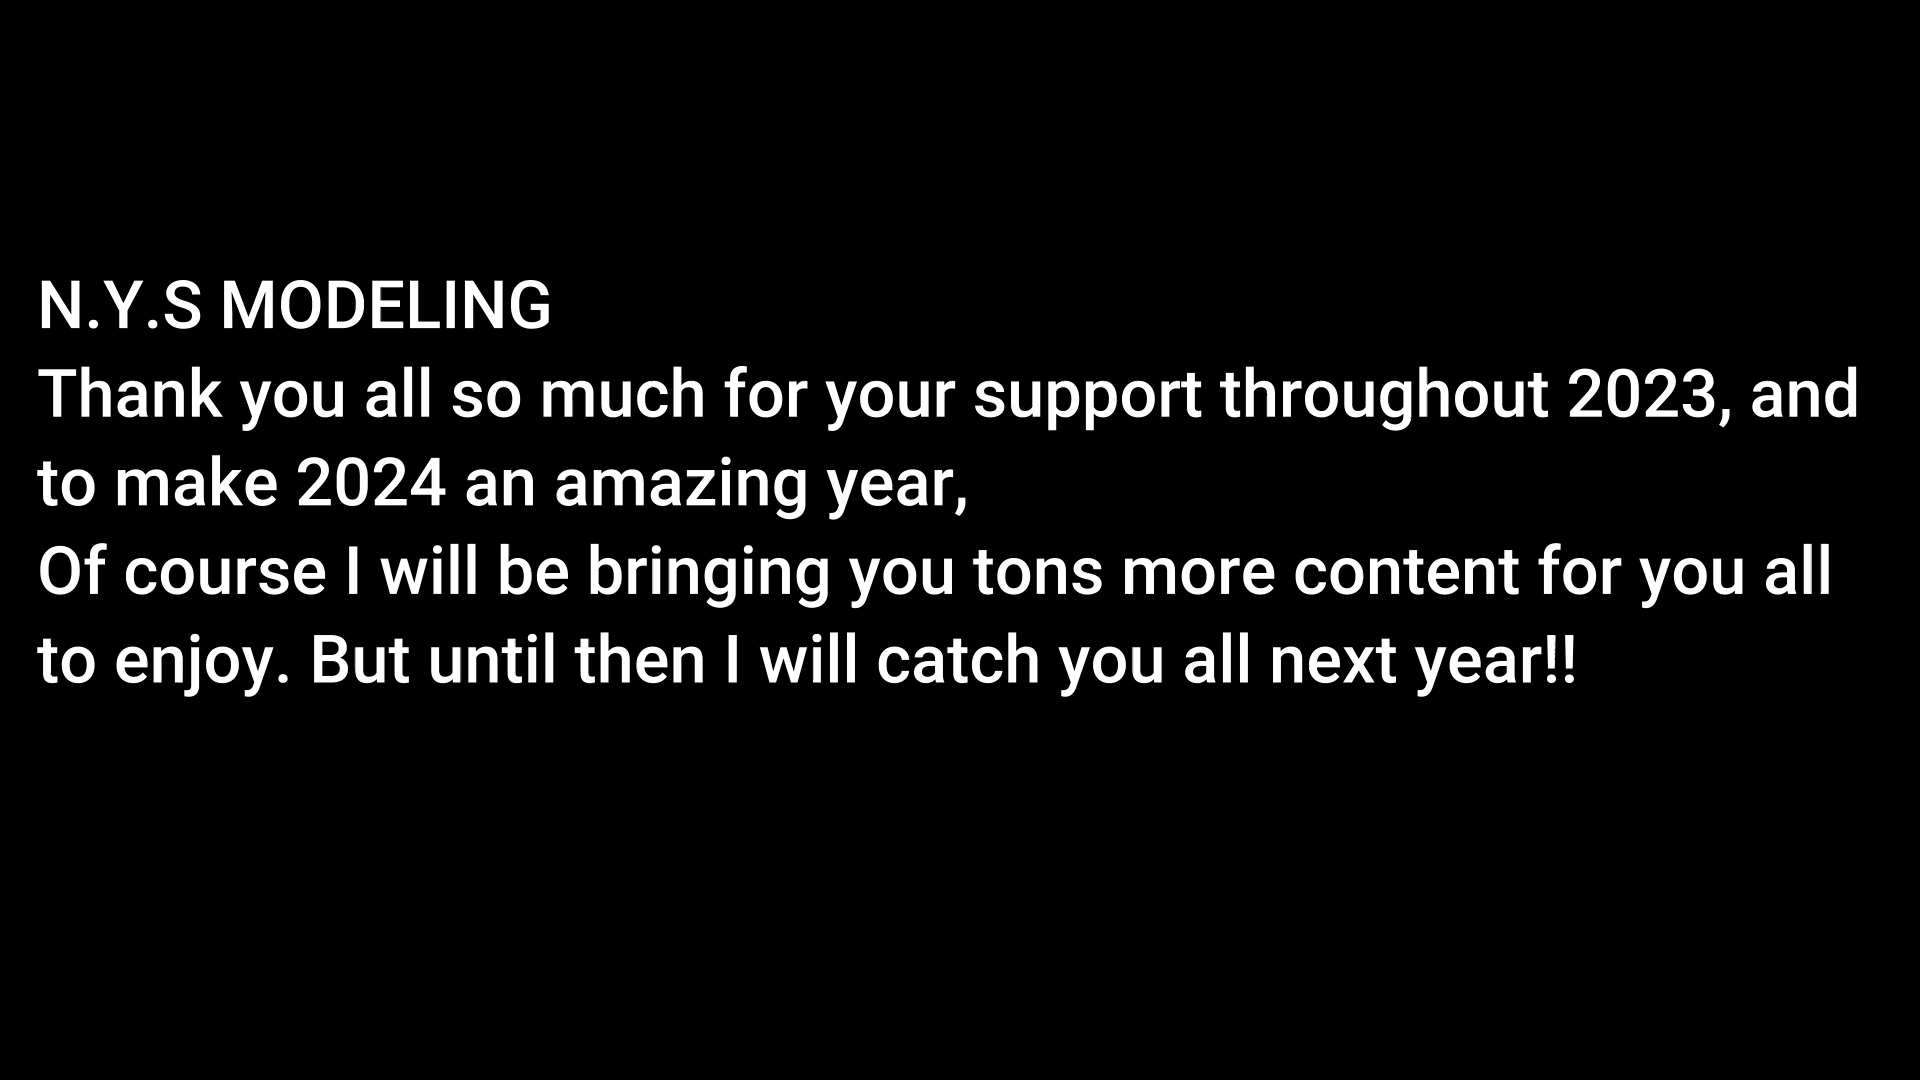 N.Y.S MODELING
Thank you all so much for your support throughout 2023, and
to make 2024 an amazing year,
Of course I will be bringing you tons more content for you all
to enjoy. But until then I will catch you all next year!!